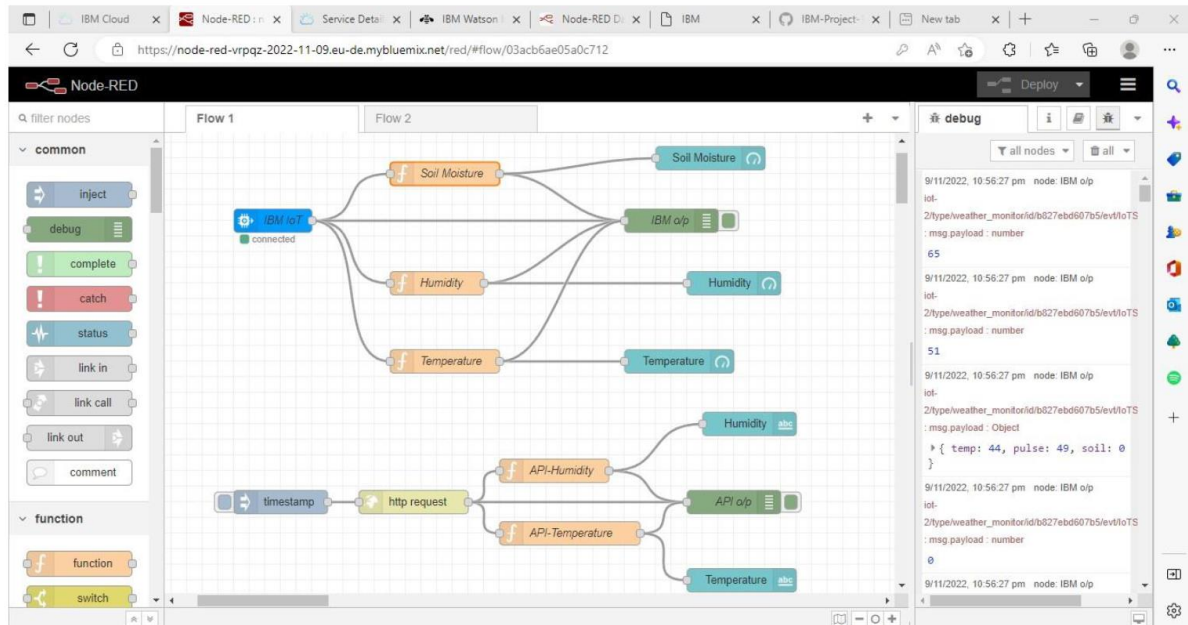 IBM Cloud
Node-RED : n
Service Detail
IBM Watson
Node-RED D
IBM
IBM-Project-
New tab
https://node-red-vrpqz-2022-11-09.eu-de.mybluemix.net/red/#flow/03acb6ae05a0c712
Node-RED
Deploy
filter nodes
Flow 1
Flow 2
debug
i
all nodes
all
common
inject
debug
complete
catch
status
link in
link call
link out
comment
function
function
switch
Soil Moisture
Soil Moisture
IBM IoT
connected
IBM o/p
Humidity
Humidity
Temperature
Temperature
Humidity
abc
API-Humidity
timestamp
http request
API o/p
API-Temperature
Temperature
abc
9/11/2022, 10:56:27 pm node: IBM o/p
iot-
2/type/weather_monitor/id/b827ebd607b5/evt/IoTS
: msg.payload : number
65
9/11/2022, 10:56:27 pm node: IBM o/p
iot-
2/type/weather_monitor/id/b827ebd607b5/evt/IoTS
: msg.payload : number
51
9/11/2022, 10:56:27 pm node: IBM o/p
iot-
2/type/weather_monitor/id/b827ebd607b5/evt/IoTS
: msg.payload : Object
{ temp: 44, pulse: 49, soil: 0
}
9/11/2022, 10:56:27 pm node: IBM o/p
iot-
2/type/weather_monitor/id/b827ebd607b5/evt/IoTS
: msg.payload : number
0
9/11/2022, 10:56:27 pm node: IBM o/p